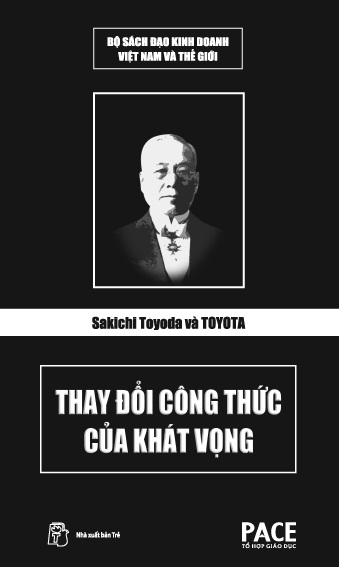 BỘ SÁCH ĐẠO KINH DOANH
VIỆT NAM VÀ THẾ GIỚI
Sakichi Toyoda và TOYOTA
THAY ĐỔI CÔNG THỨC
CỦA KHÁT VỌNG
Nhà xuất bản Trẻ
PACE
TỔ HỢP GIÁO DỤC